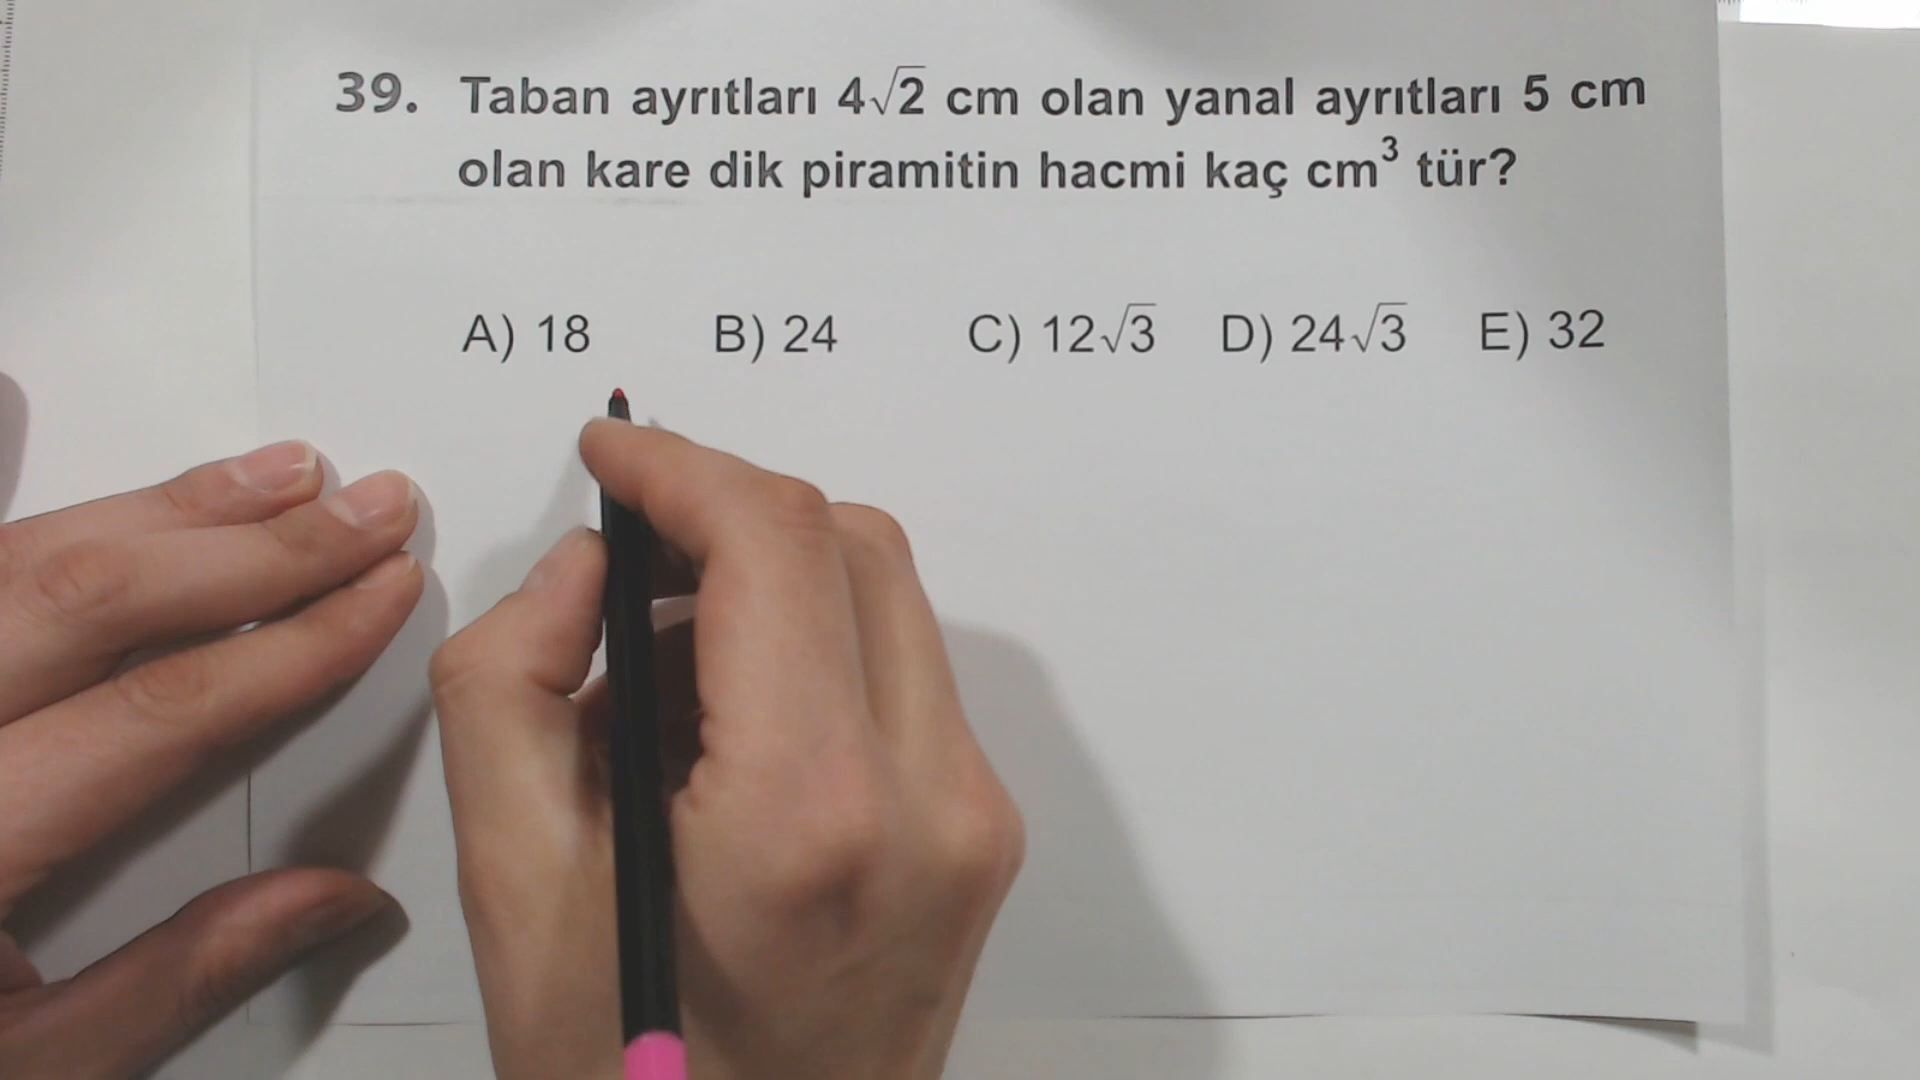 39. Taban ayrıtları 4√2 cm olan yanal ayrıtları 5 cm
olan kare dik piramitin hacmi kaç cm³ tür?
A) 18 B) 24 C) 12√3 D) 24√3 E) 32